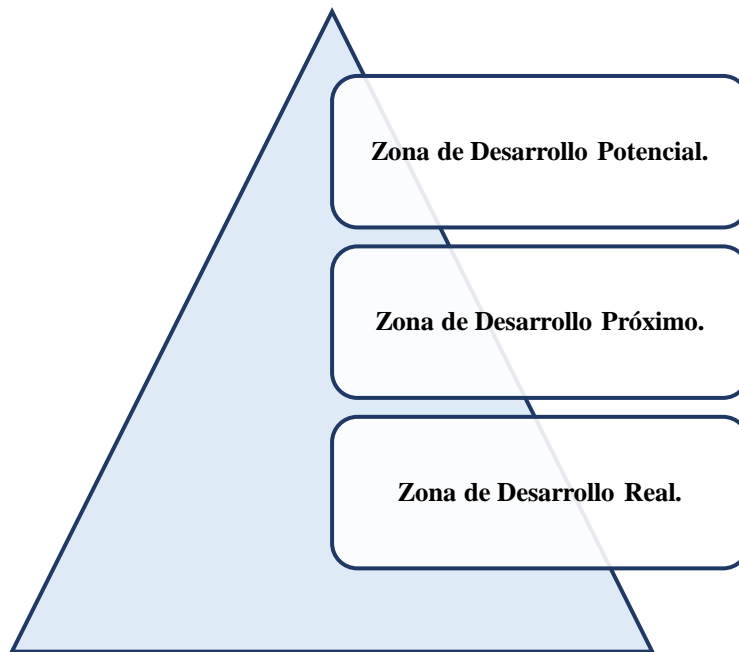 Zona de Desarrollo Potencial.
Zona de Desarrollo Próximo.
Zona de Desarrollo Real.